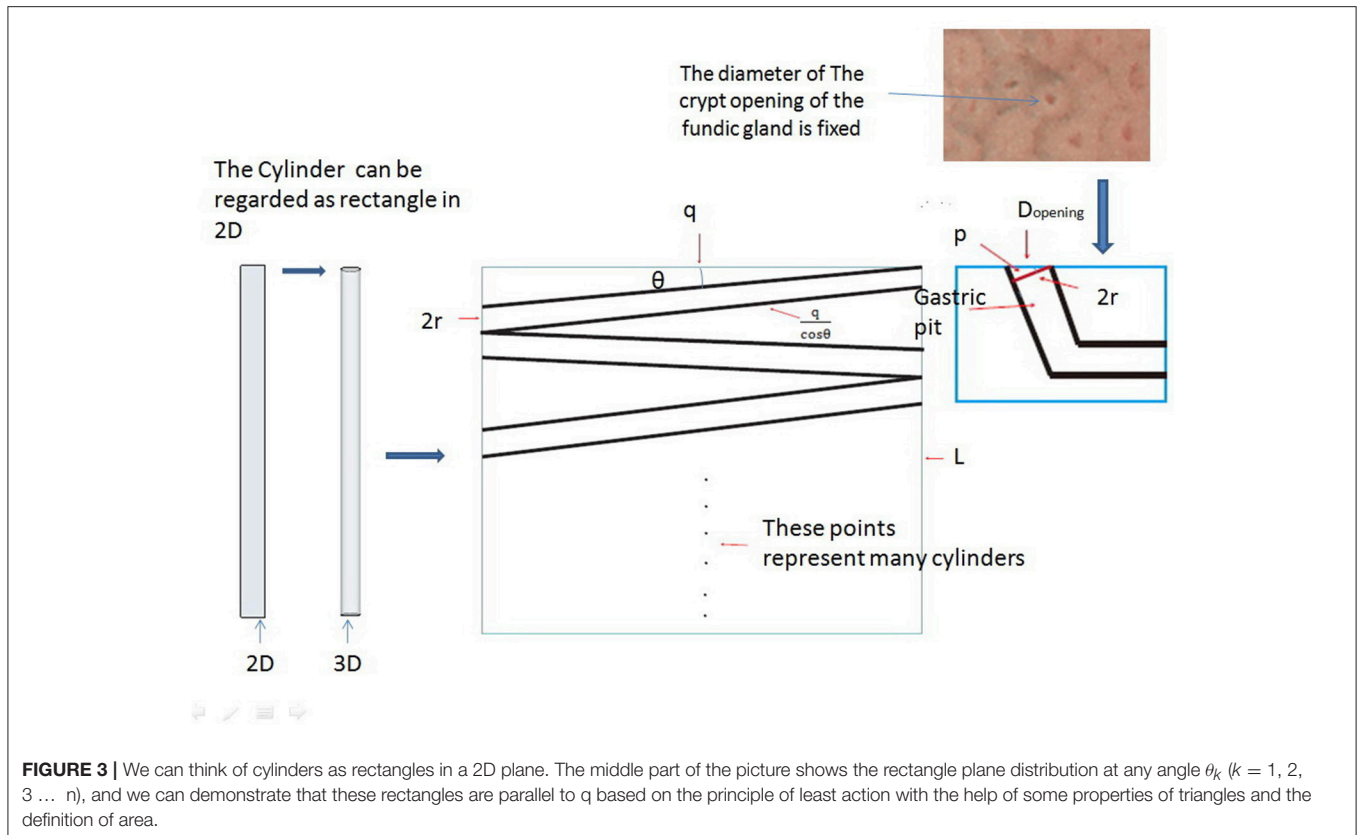 The diameter of The
crypt opening of the
fundic gland is fixed
The Cylinder can be
regarded as rectangle in
2D
q
Dopening
p
θ
2r
Gastric
pit
2r
q
cosθ
L
These points
represent many cylinders
2D
3D
FIGURE 3 | We can think of cylinders as rectangles in a 2D plane. The middle part of the picture shows the rectangle plane distribution at any angle θk (k = 1, 2,
3 ... n), and we can demonstrate that these rectangles are parallel to q based on the principle of least action with the help of some properties of triangles and the
definition of area.